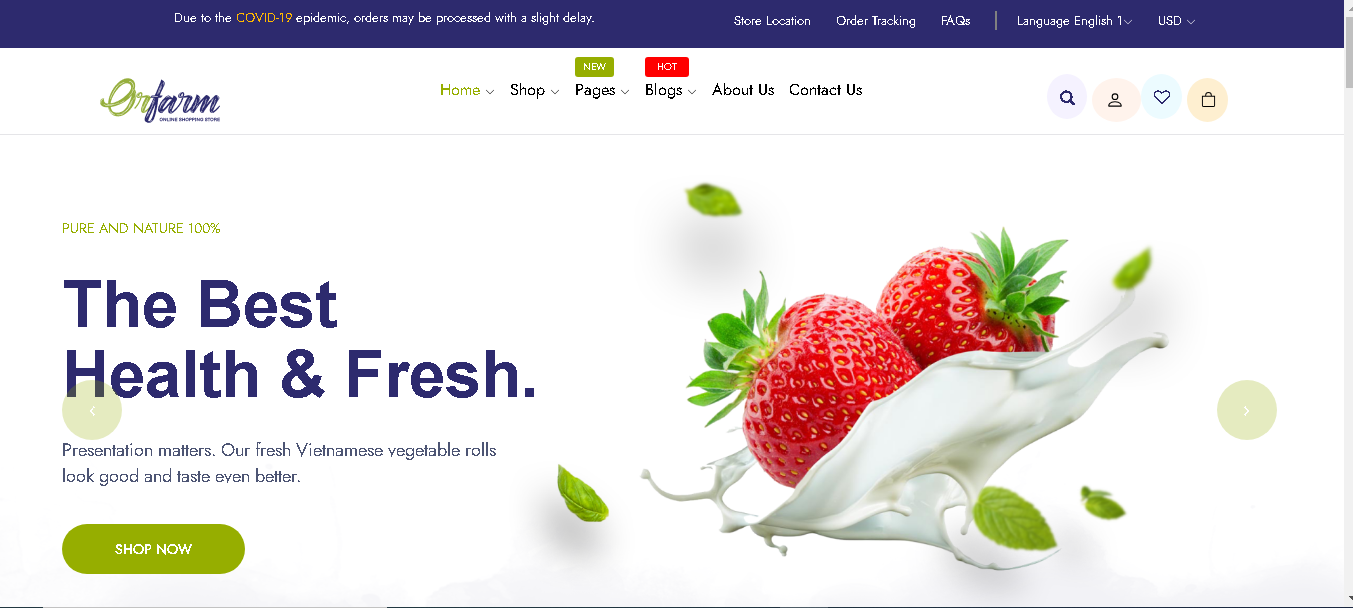 Due to the COVID-19 epidemic, orders may be processed with a slight delay.
Store Location Order Tracking FAQs Language English 1 USD
NEW HOT
Orfarm
ONLINE SHOPPING STORE
Home Shop Pages Blogs About Us Contact Us
PURE AND NATURE 100%
The Best
Health & Fresh.
Presentation matters. Our fresh Vietnamese vegetable rolls
look good and taste even better.
SHOP NOW